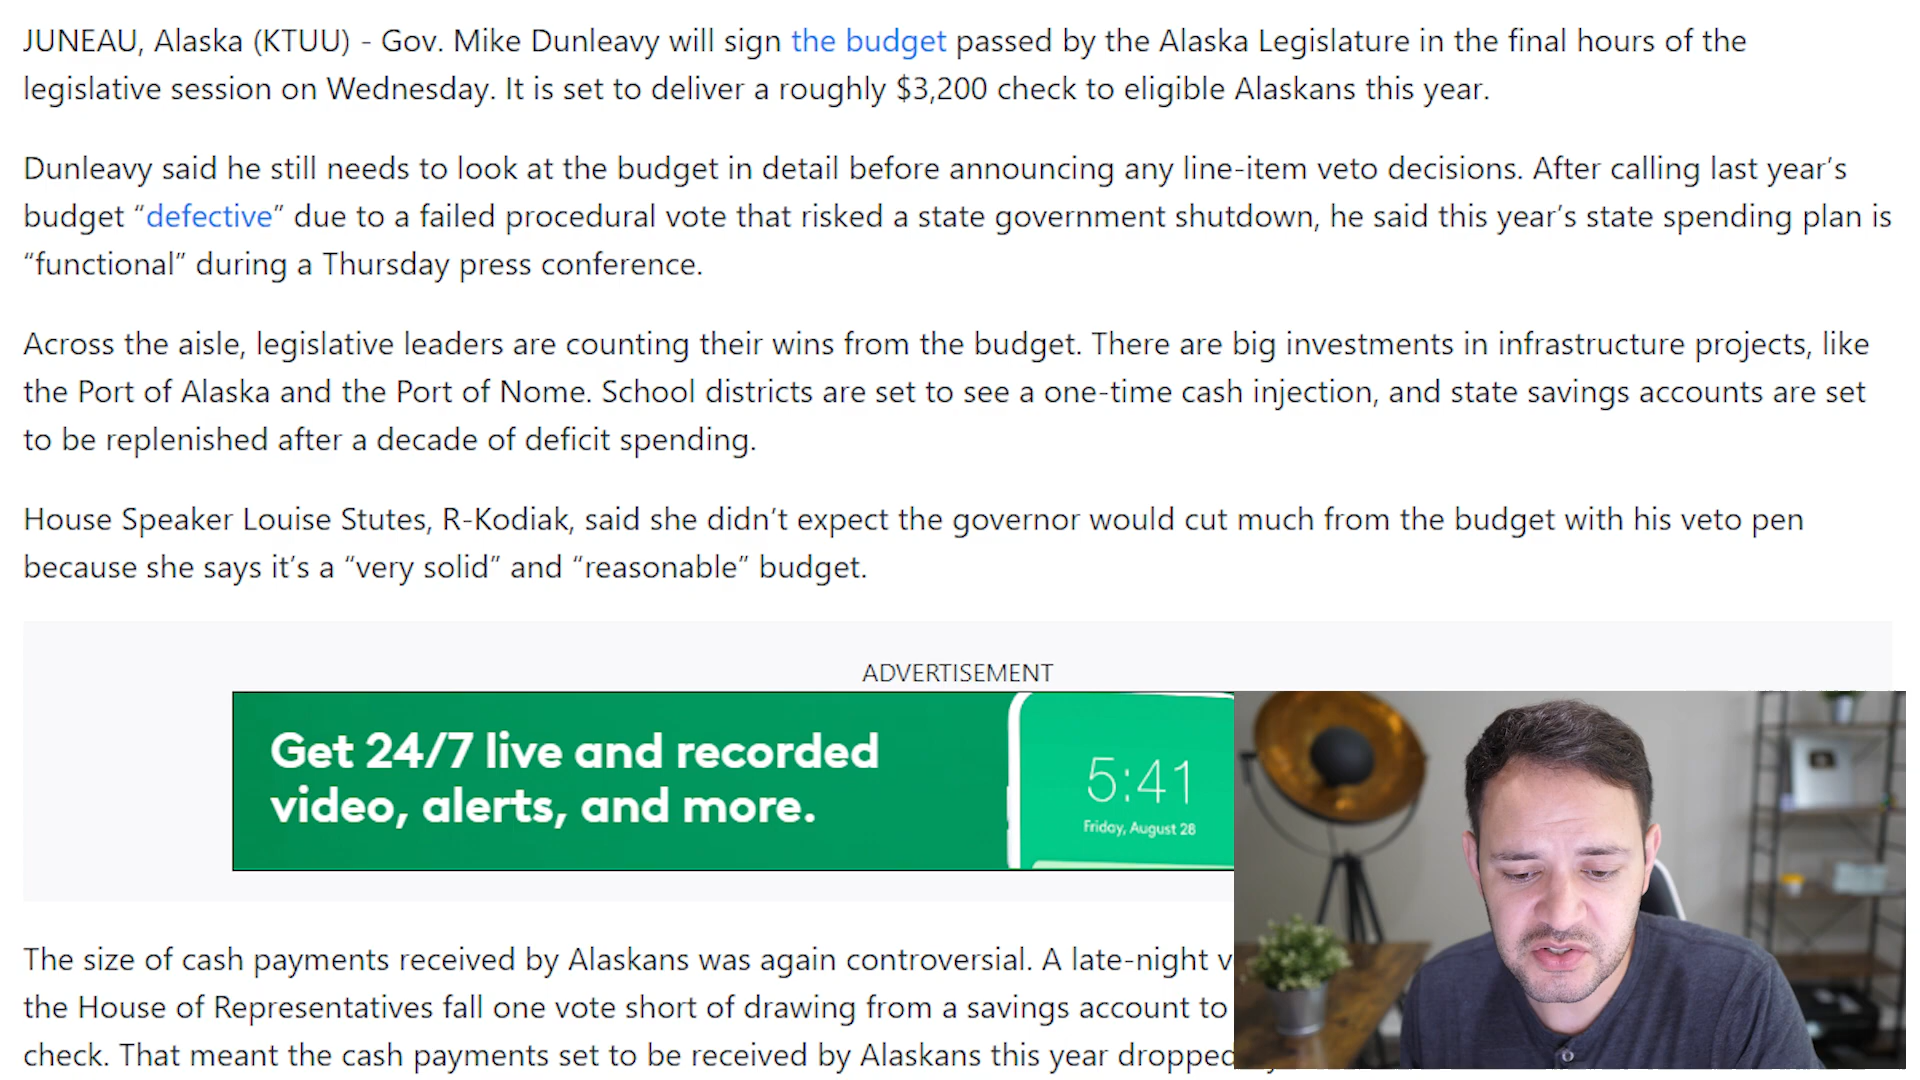 JUNEAU, Alaska (KTUU) - Gov. Mike Dunleavy will sign the budget passed by the Alaska Legislature in the final hours of the
legislative session on Wednesday. It is set to deliver a roughly $3,200 check to eligible Alaskans this year.
Dunleavy said he still needs to look at the budget in detail before announcing any line-item veto decisions. After calling last year’s
budget “defective” due to a failed procedural vote that risked a state government shutdown, he said this year’s state spending plan is
“functional” during a Thursday press conference.
Across the aisle, legislative leaders are counting their wins from the budget. There are big investments in infrastructure projects, like
the Port of Alaska and the Port of Nome. School districts are set to see a one-time cash injection, and state savings accounts are set
to be replenished after a decade of deficit spending.
House Speaker Louise Stutes, R-Kodiak, said she didn’t expect the governor would cut much from the budget with his veto pen
because she says it’s a “very solid” and “reasonable” budget.
ADVERTISEMENT
Get 24/7 live and recorded
video, alerts, and more.
5:41
Friday, August 28
The size of cash payments received by Alaskans was again controversial. A late-night
the House of Representatives fall one vote short of drawing from a savings account to
check. That meant the cash payments set to be received by Alaskans this year dropped